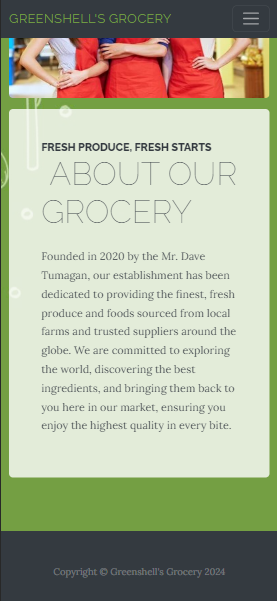 GREENSHELL'S GROCERY
FRESH PRODUCE, FRESH STARTS
ABOUT OUR
GROCERY
Founded in 2020 by the Mr. Dave
Tumagan, our establishment has been
dedicated to providing the finest, fresh
produce and foods sourced from local
farms and trusted suppliers around the
globe. We are committed to exploring
the world, discovering the best
ingredients, and bringing them back to
you here in our market, ensuring you
enjoy the highest quality in every bite.
Copyright © Greenshell's Grocery 2024